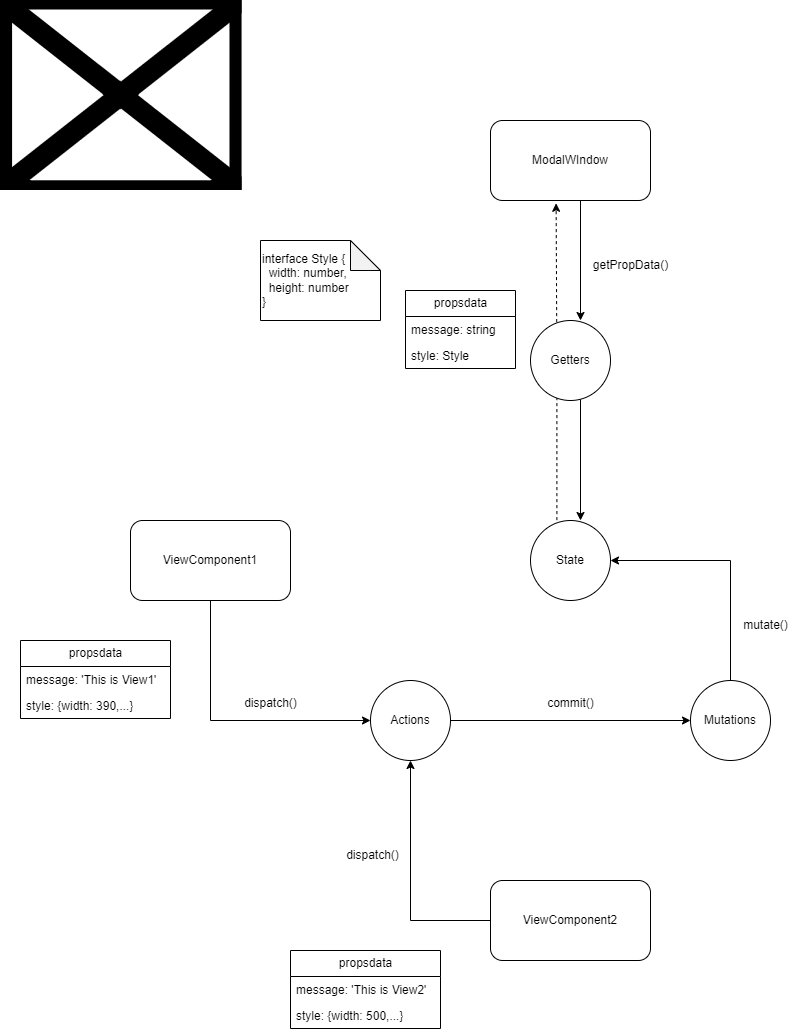 ModalWIndow
getPropData()
interface Style {
width: number,
height: number
}
propsdata
message: string
style: Style
Getters
State
ViewComponent1
mutate()
propsdata
message: 'This is View1'
style: {width: 390,...}
dispatch()
Actions
commit()
Mutations
dispatch()
ViewComponent2
propsdata
message: 'This is View2'
style: {width: 500,...}